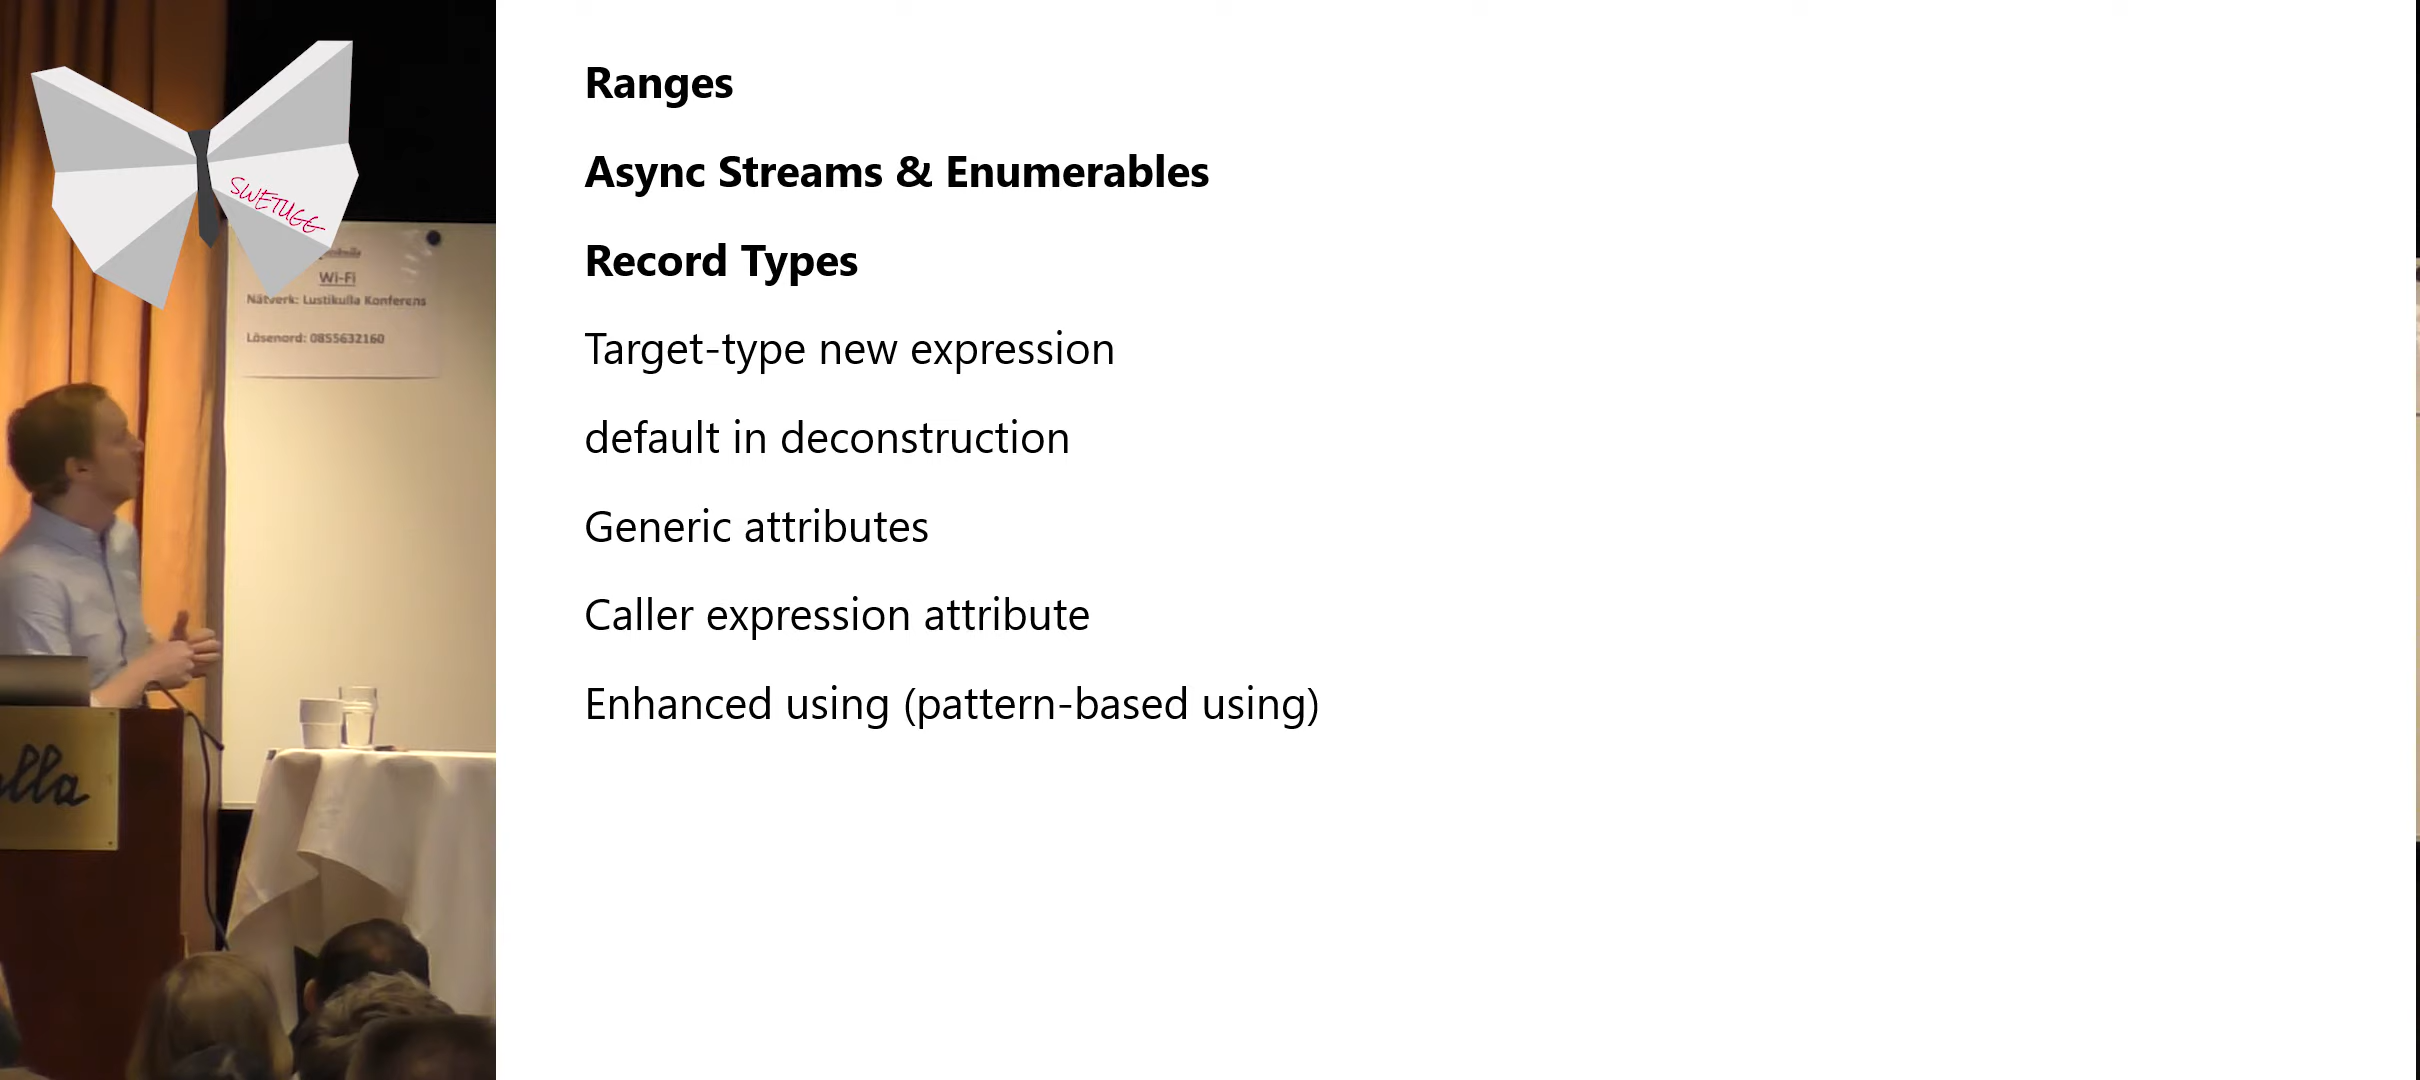 SWETUGG
Wi-Fi
Nätverk: Lustikulla Konferens
Lösenord: 0855632160
Ranges
Async Streams & Enumerables
Record Types
Target-type new expression
default in deconstruction
Generic attributes
Caller expression attribute
Enhanced using (pattern-based using)